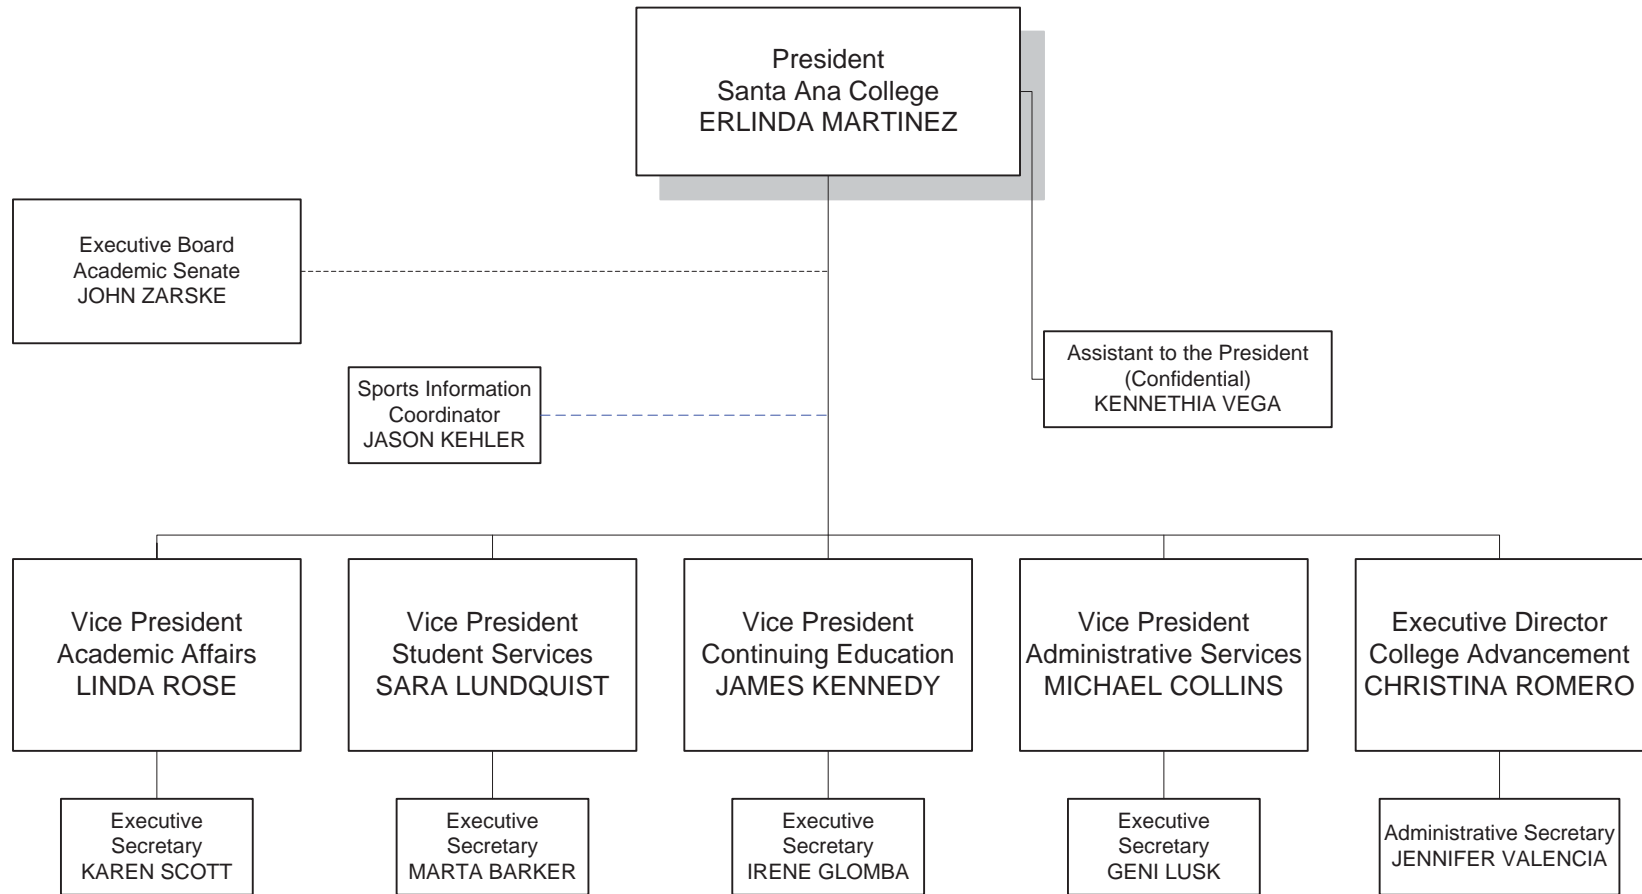 President
Santa Ana College
ERLINDA MARTINEZ
Executive Board
Academic Senate
JOHN ZARSKE
Assistant to the President
(Confidential)
KENNETHIA VEGA
Sports Information
Coordinator
JASON KEHLER
Vice President
Academic Affairs
LINDA ROSE
Vice President
Student Services
SARA LUNDQUIST
Vice President
Continuing Education
JAMES KENNEDY
Vice President
Administrative Services
MICHAEL COLLINS
Executive Director
College Advancement
CHRISTINA ROMERO
Executive
Secretary
KAREN SCOTT
Executive
Secretary
MARTA BARKER
Executive
Secretary
IRENE GLOMBA
Executive
Secretary
GENI LUSK
Administrative Secretary
JENNIFER VALENCIA